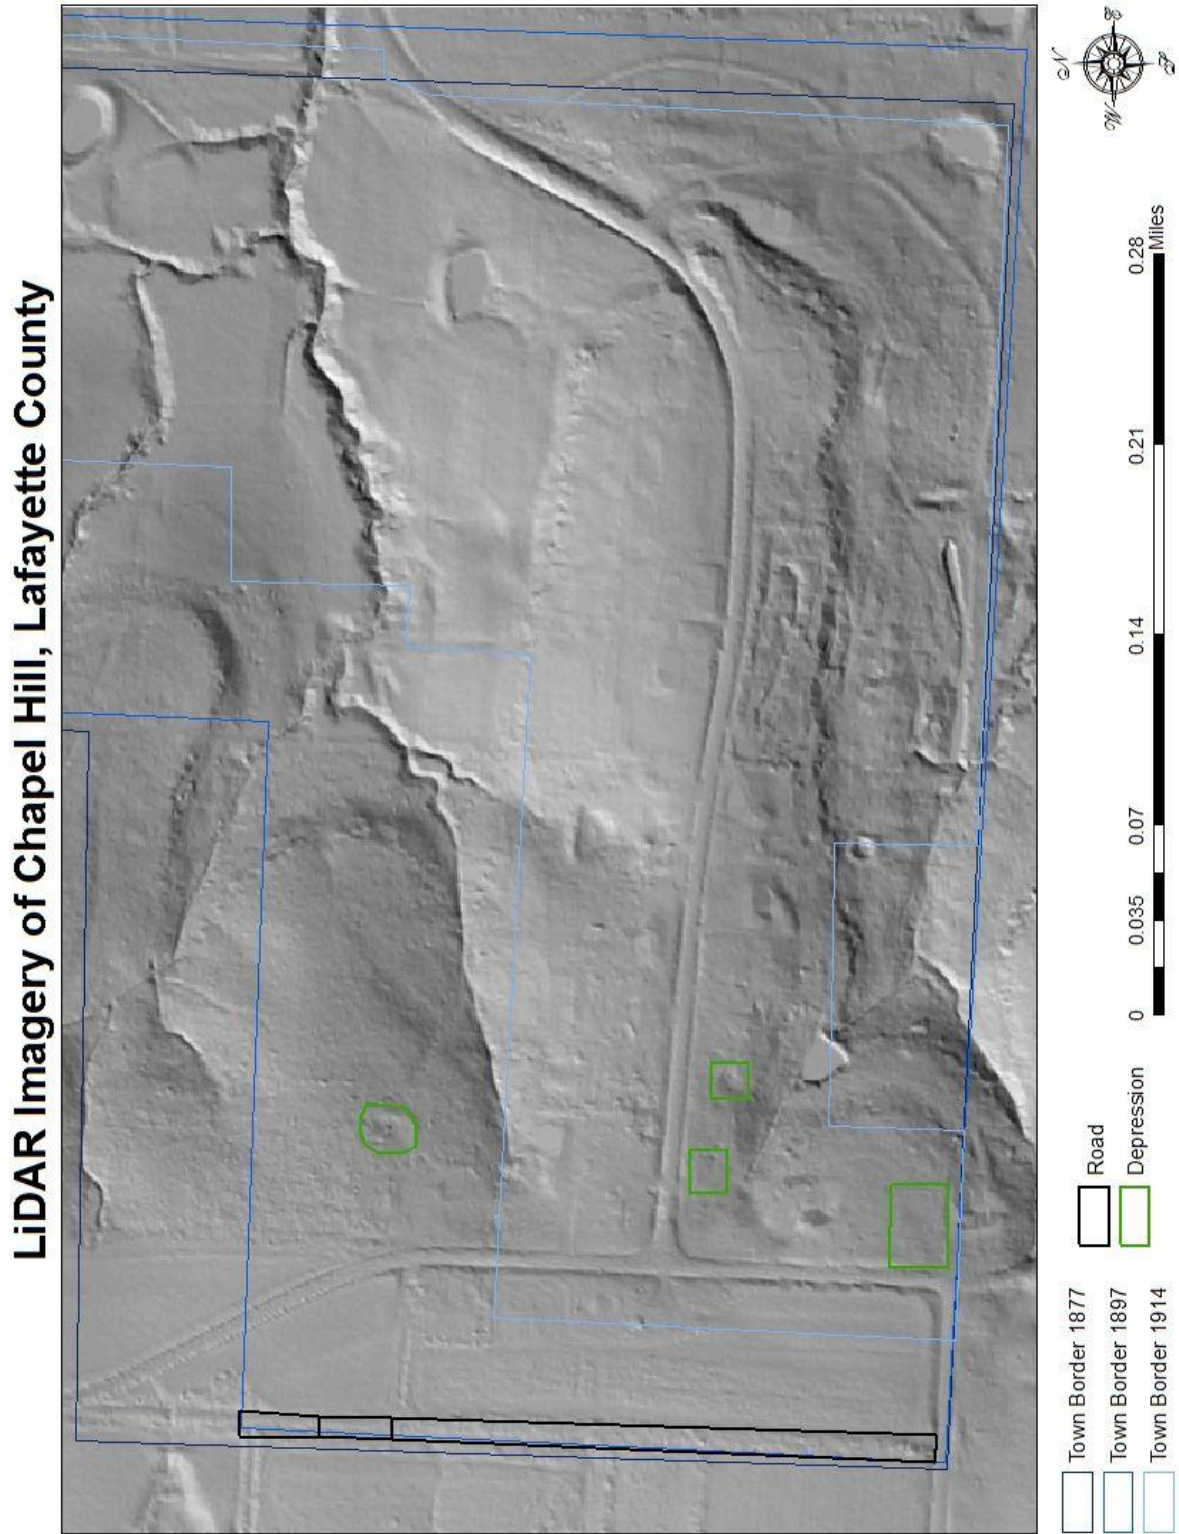 LiDAR Imagery of Chapel Hill, Lafayette County
N
W E
S
Town Border 1877
Town Border 1897
Town Border 1914
Road
Depression
0 0.035 0.07 0.14 0.21 0.28
Miles